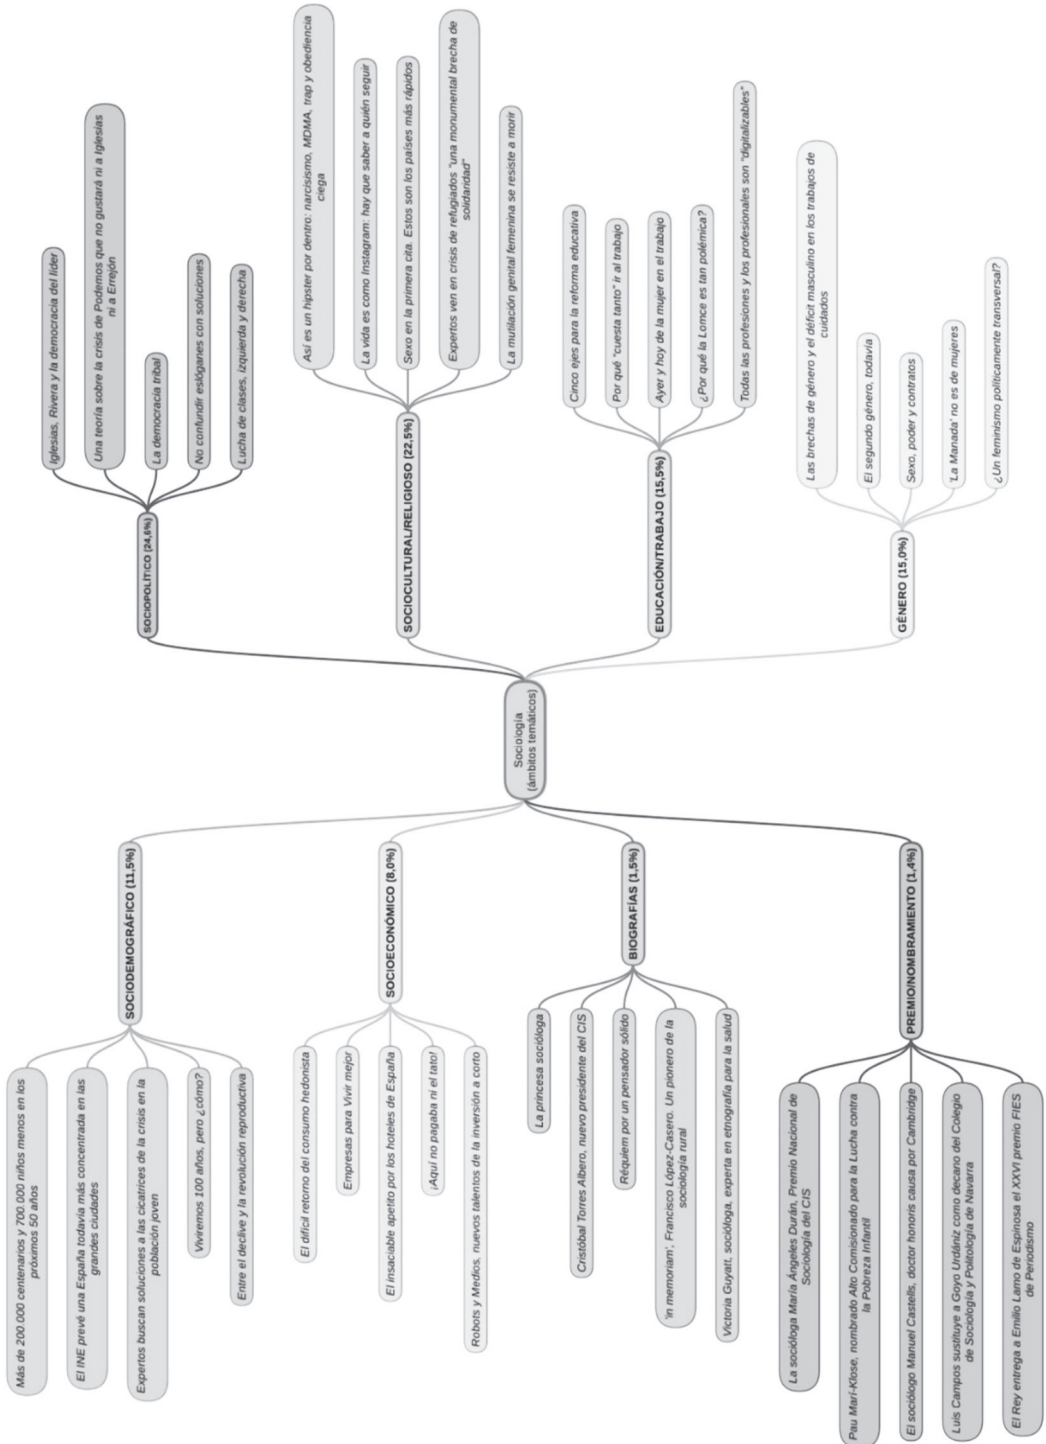 Sociología
(ámbitos temáticos)
SOCIOPOLÍTICO (24,6%)
Iglesias, Rivera y la democracia del líder
Una teoría sobre la crisis de Podemos que no gustará ni a Iglesias
ni a Errejón
La democracia tribal
No confundir eslóganes con soluciones
Lucha de clases, izquierda y derecha
SOCIOCULTURAL/RELIGIOSO (22,5%)
Así es un hipster por dentro: narcisismo, MDMA, trap y obediencia
ciega
La vida es como Instagram: hay que saber a quién seguir
Sexo en la primera cita. Estos son los países más rápidos
Expertos ven en crisis de refugiados "una monumental brecha de
solidaridad"
La mutilación genital femenina se resiste a morir
EDUCACIÓN/TRABAJO (15,5%)
Cinco ejes para la reforma educativa
Por qué "cuesta tanto" ir al trabajo
Ayer y hoy de la mujer en el trabajo
¿Por qué la Lomce es tan polémica?
Todas las profesiones y los profesionales son "digitalizables"
GÉNERO (15,0%)
Las brechas de género y el déficit masculino en los trabajos de
cuidados
El segundo género, todavía
Sexo, poder y contratos
'La Manada' no es de mujeres
¿Un feminismo políticamente transversal?
SOCIODEMOGRÁFICO (11,5%)
Más de 200 000 centenarios y 700.000 niños menos en los
próximos 50 años
El INE prevé una España todavía más concentrada en las
grandes ciudades
Expertos buscan soluciones a las cicatrices de la crisis en la
población joven
Viviremos 100 años, pero ¿cómo?
Entre el declive y la revolución reproductiva
SOCIOECONÓMICO (8,0%)
El difícil retorno del consumo hedonista
Empresas para Vivir mejor
El insaciable apetito por los hoteles de España
¡Aquí no pagaba ni el tato!
Robots y Medios, nuevos talentos de la inversión a corto
BIOGRAFÍAS (1,5%)
La princesa socióloga
Cristóbal Torres Albero, nuevo presidente del CIS
Réquiem por un pensador sólido
'in memoriam', Francisco López-Casero. Un pionero de la
sociología rural
Victoria Guyatt, socióloga, experta en etnografía para la salud
PREMIO/NOMBRAMIENTO (1,4%)
La socióloga María Ángeles Durán, Premio Nacional de
Sociología del CIS
Pau Marí-Klose, nombrado Alto Comisionado para la Lucha contra
la Pobreza Infantil
El sociólogo Manuel Castells, doctor honoris causa por Cambridge
Luis Campos sustituye a Goyo Urdániz como decano del Colegio
de Sociología y Politología de Navarra
El Rey entrega a Emilio Lamo de Espinosa el XXVI premio FIES
de Periodismo